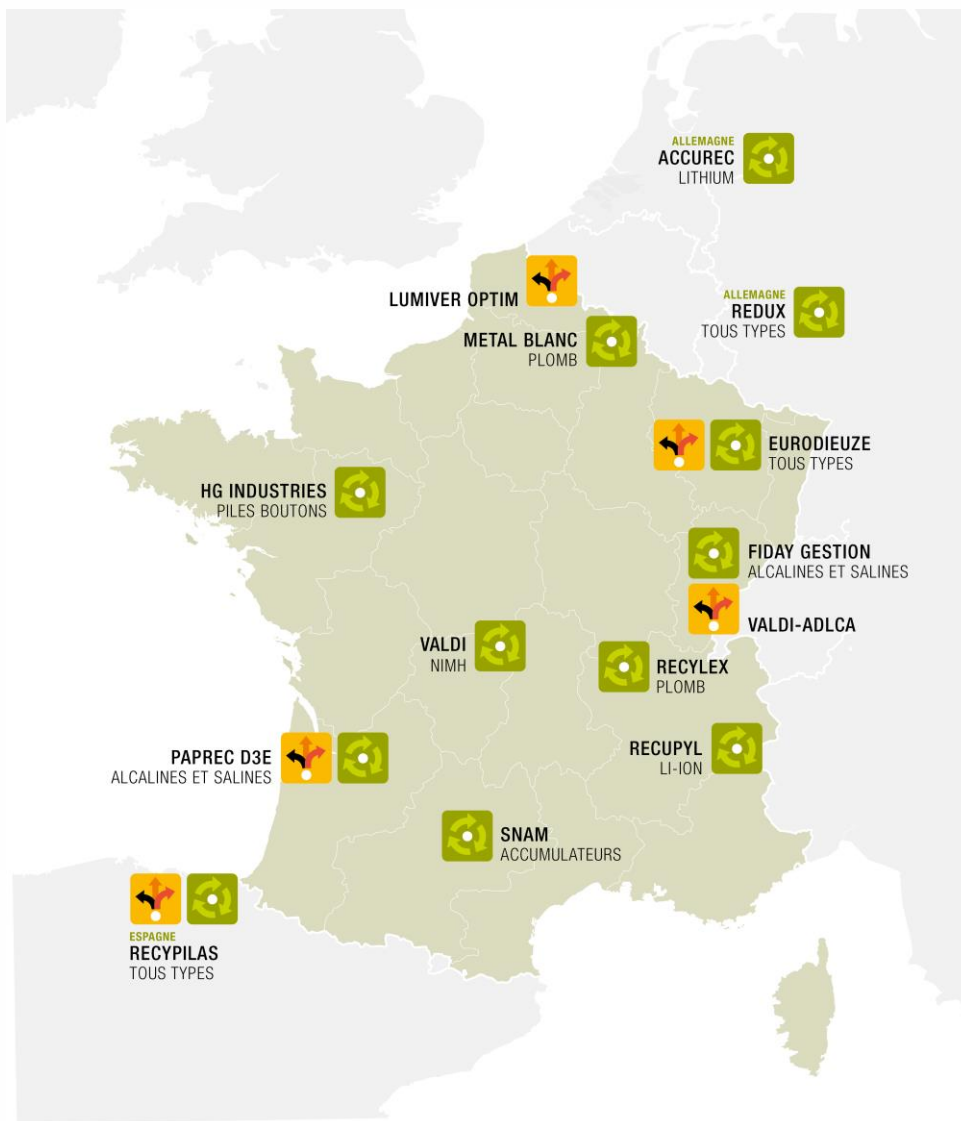 ALLEMAGNE
ACCUREC
LITHIUM
LUMIVER OPTIM
ALLEMAGNE
REDUX
TOUS TYPES
METAL BLANC
PLOMB
EURODIEUZE
TOUS TYPES
HG INDUSTRIES
PILES BOUTONS
FIDAY GESTION
ALCALINES ET SALINES
VALDI-ADLCA
VALDI
NIMH
RECYLEX
PLOMB
PAPREC D3E
ALCALINES ET SALINES
RECUPYL
LI-ION
SNAM
ACCUMULATEURS
ESPAGNE
RECYPILAS
TOUS TYPES